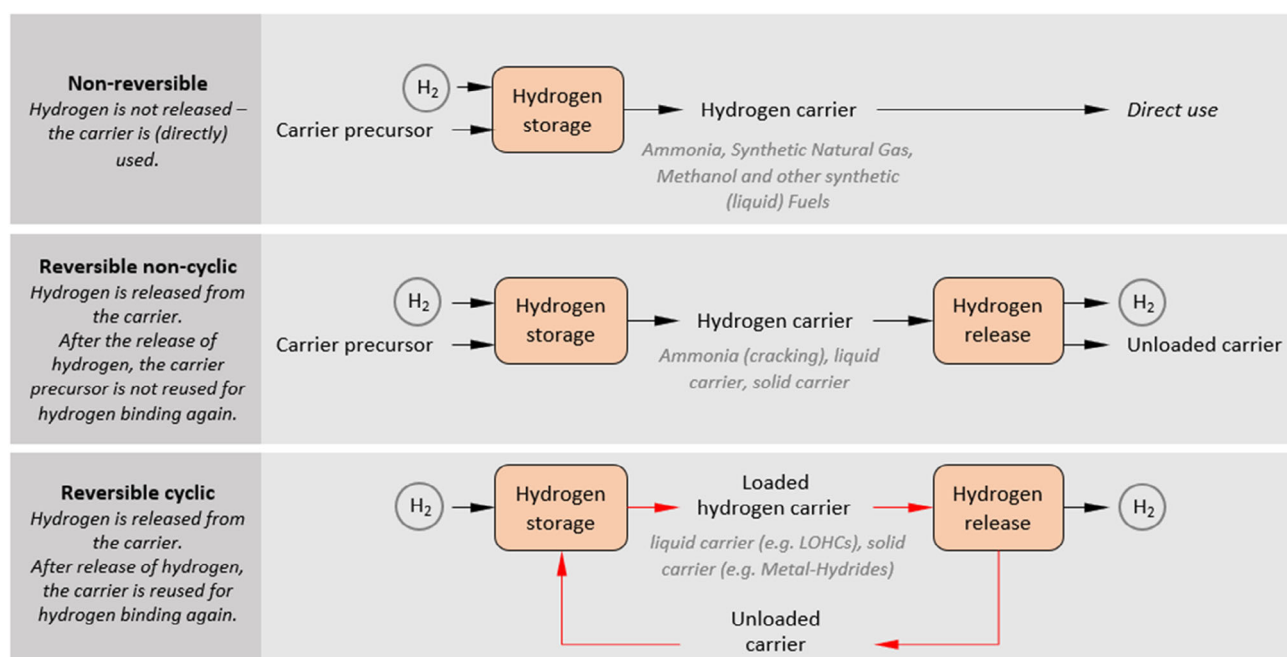 Non-reversible
Hydrogen is not released –
the carrier is (directly)
used.
H₂
Carrier precursor
Hydrogen
storage
Hydrogen carrier
Ammonia, Synthetic Natural Gas,
Methanol and other synthetic
(liquid) Fuels
Direct use
Reversible non-cyclic
Hydrogen is released from
the carrier.
After the release of
hydrogen, the carrier
precursor is not reused for
hydrogen binding again.
H₂
Carrier precursor
Hydrogen
storage
Hydrogen carrier
Ammonia (cracking), liquid
carrier, solid carrier
Hydrogen
release
H₂
Unloaded carrier
Reversible cyclic
Hydrogen is released from
the carrier.
After release of hydrogen,
the carrier is reused for
hydrogen binding again.
H₂
Hydrogen
storage
Loaded
hydrogen carrier
liquid carrier (e.g. LOHCs), solid
carrier (e.g. Metal-Hydrides)
Hydrogen
release
H₂
Unloaded
carrier